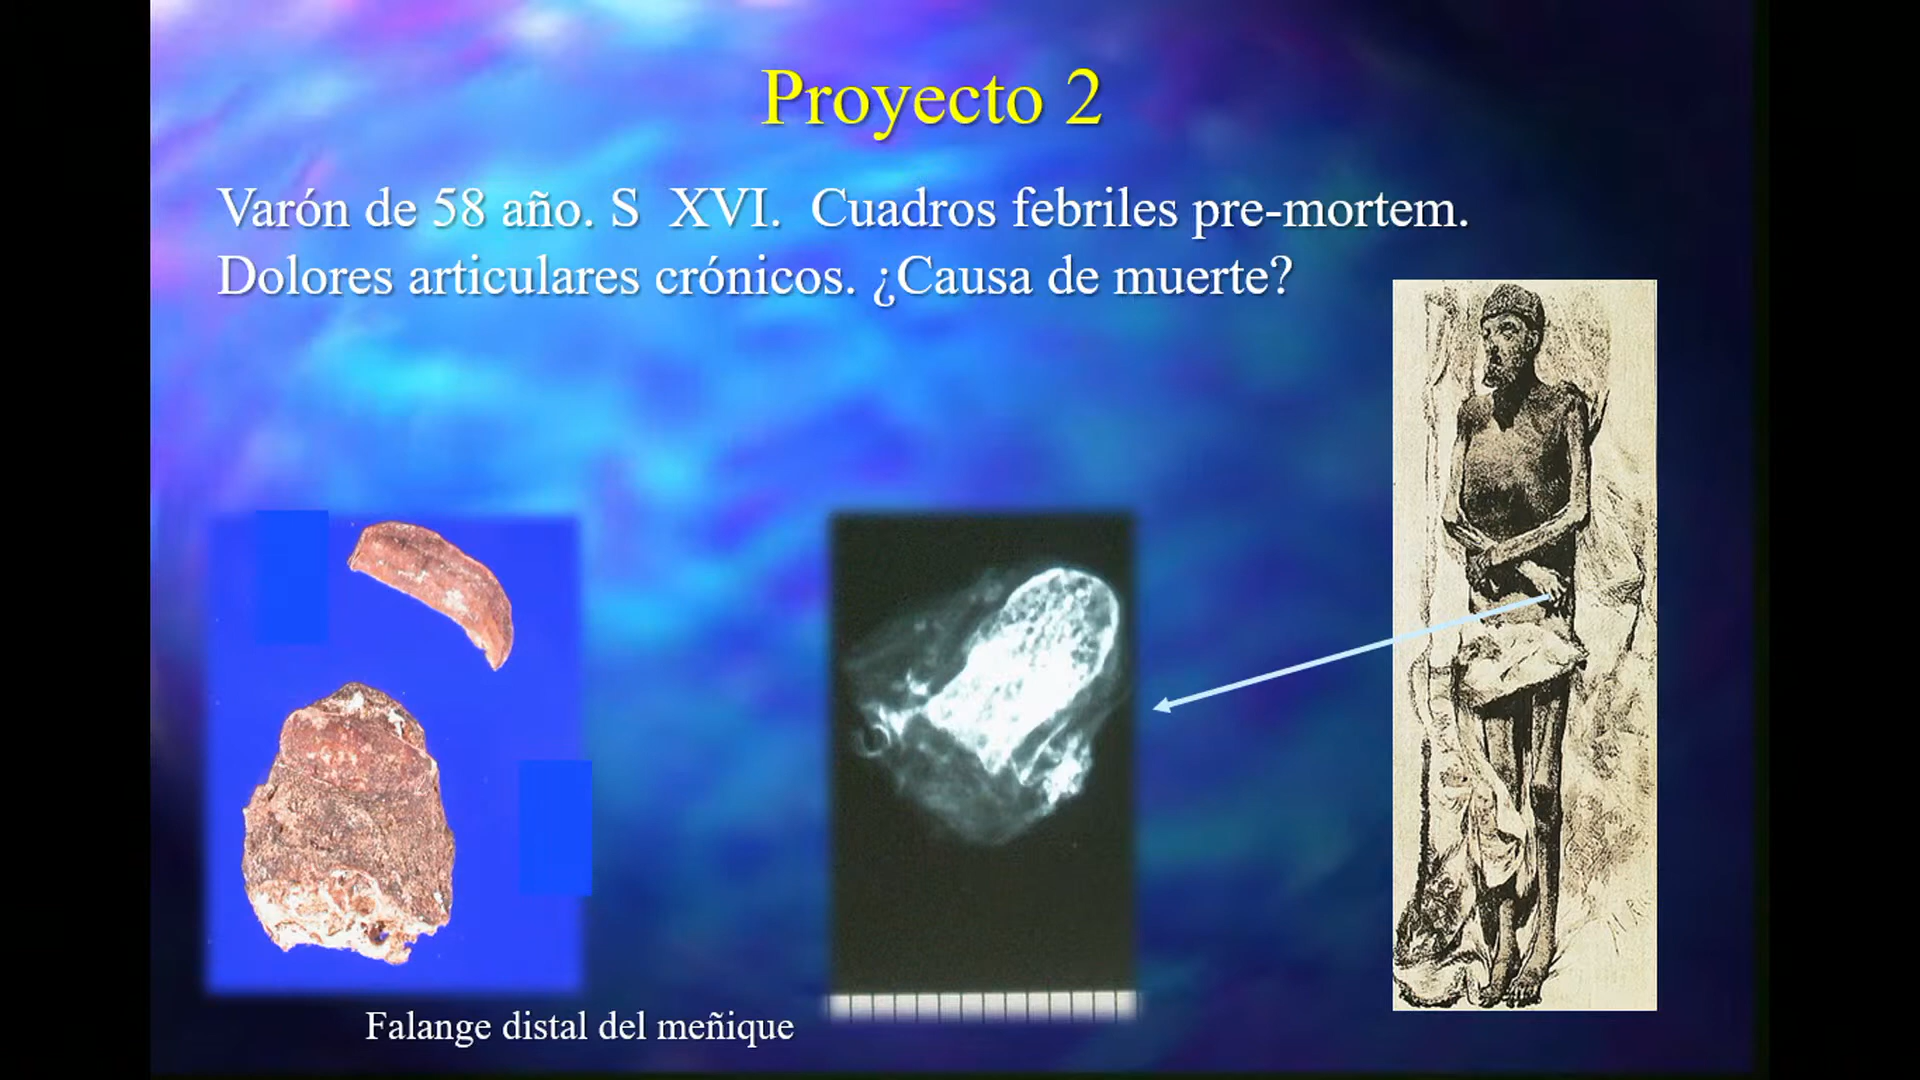 Proyecto 2
Varón de 58 año. S XVI. Cuadros febriles pre-mortem.
Dolores articulares crónicos. ¿Causa de muerte?
Falange distal del meñique